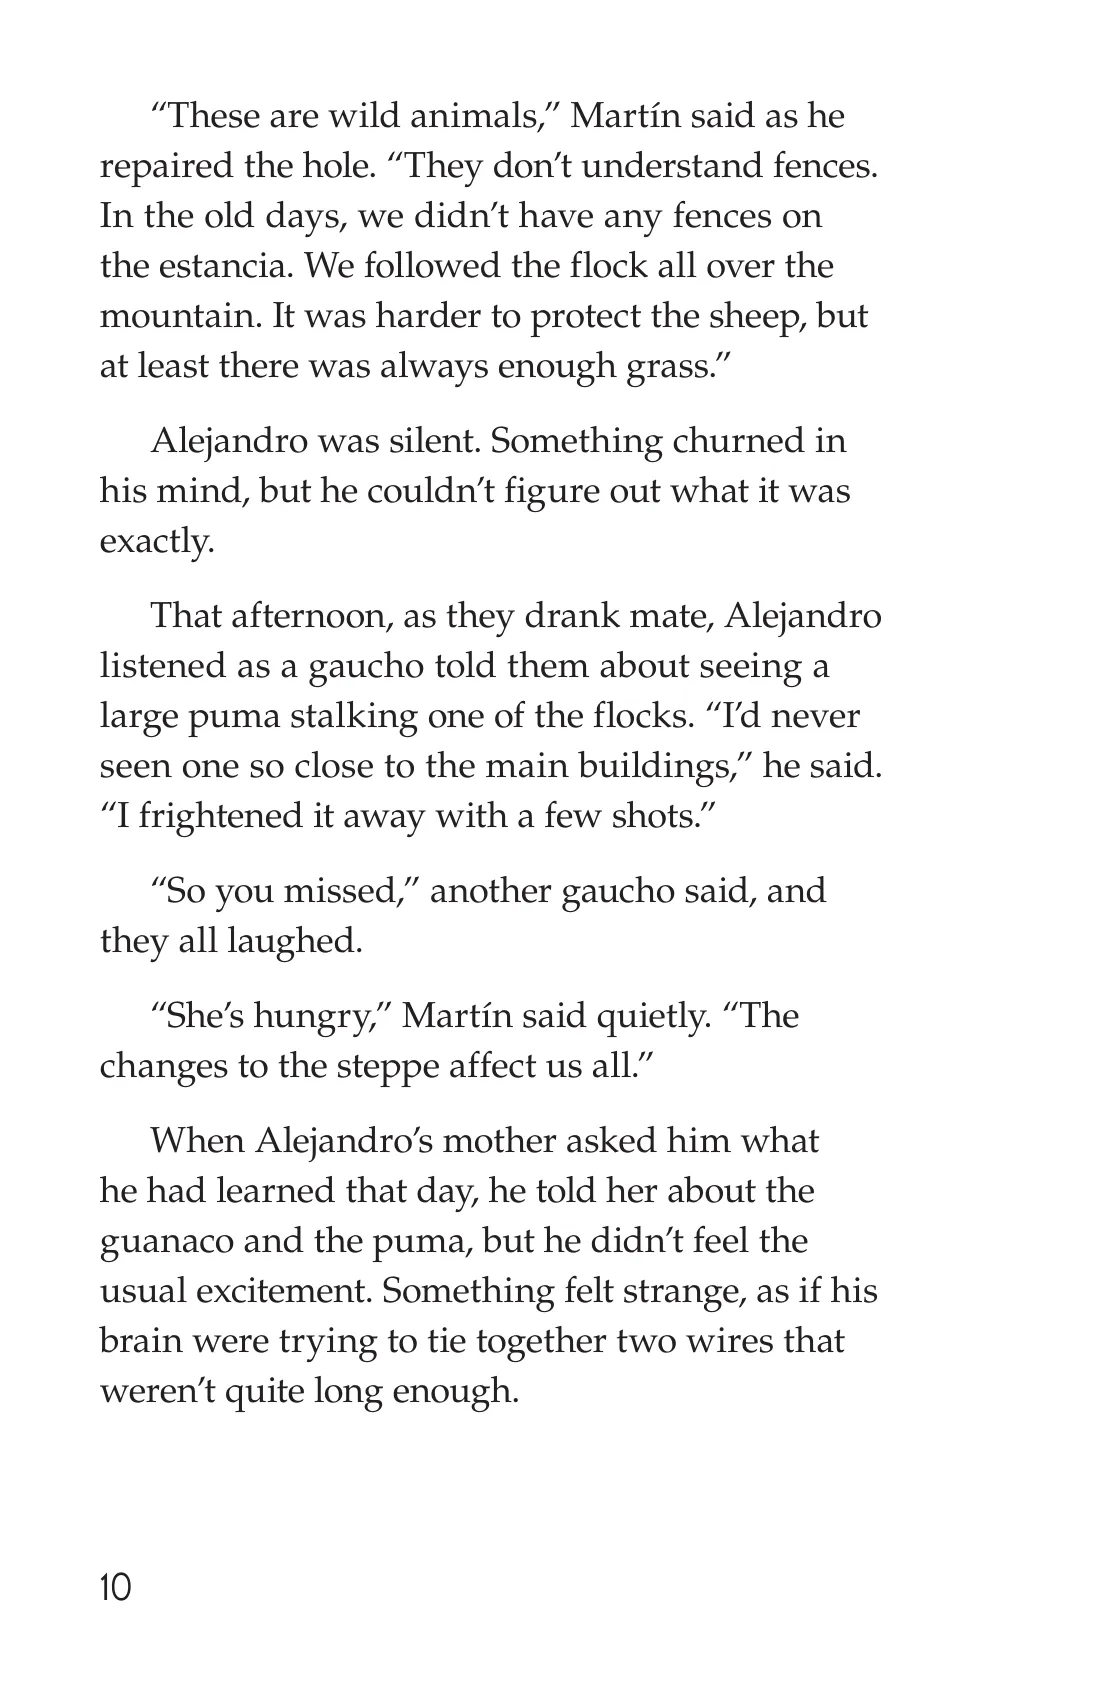 “These are wild animals,” Martín said as he
repaired the hole. “They don’t understand fences.
In the old days, we didn’t have any fences on
the estancia. We followed the flock all over the
mountain. It was harder to protect the sheep, but
at least there was always enough grass.”
Alejandro was silent. Something churned in
his mind, but he couldn’t figure out what it was
exactly.
That afternoon, as they drank mate, Alejandro
listened as a gaucho told them about seeing a
large puma stalking one of the flocks. “I’d never
seen one so close to the main buildings,” he said.
“I frightened it away with a few shots.”
“So you missed,” another gaucho said, and
they all laughed.
“She’s hungry,” Martín said quietly. “The
changes to the steppe affect us all.”
When Alejandro’s mother asked him what
he had learned that day, he told her about the
guanaco and the puma, but he didn’t feel the
usual excitement. Something felt strange, as if his
brain were trying to tie together two wires that
weren’t quite long enough.
10